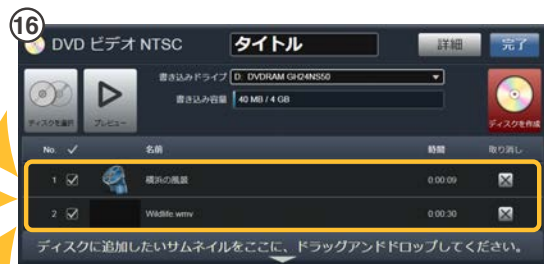 ⑯
DVD ビデオ NTSC タイトル 詳細 完了
書き込みドライブ D: DVDRAM GH24NS50
書き込み容量 40 MB / 4 GB
ディスクを選択 プレビュー ディスクを作成
No. 名前 時間 取り消し
1 横浜の風景 0:00:09
2 Wildlife.wmv 0:00:30
ディスクに追加したいサムネイルをここに、ドラッグアンドドロップしてください。